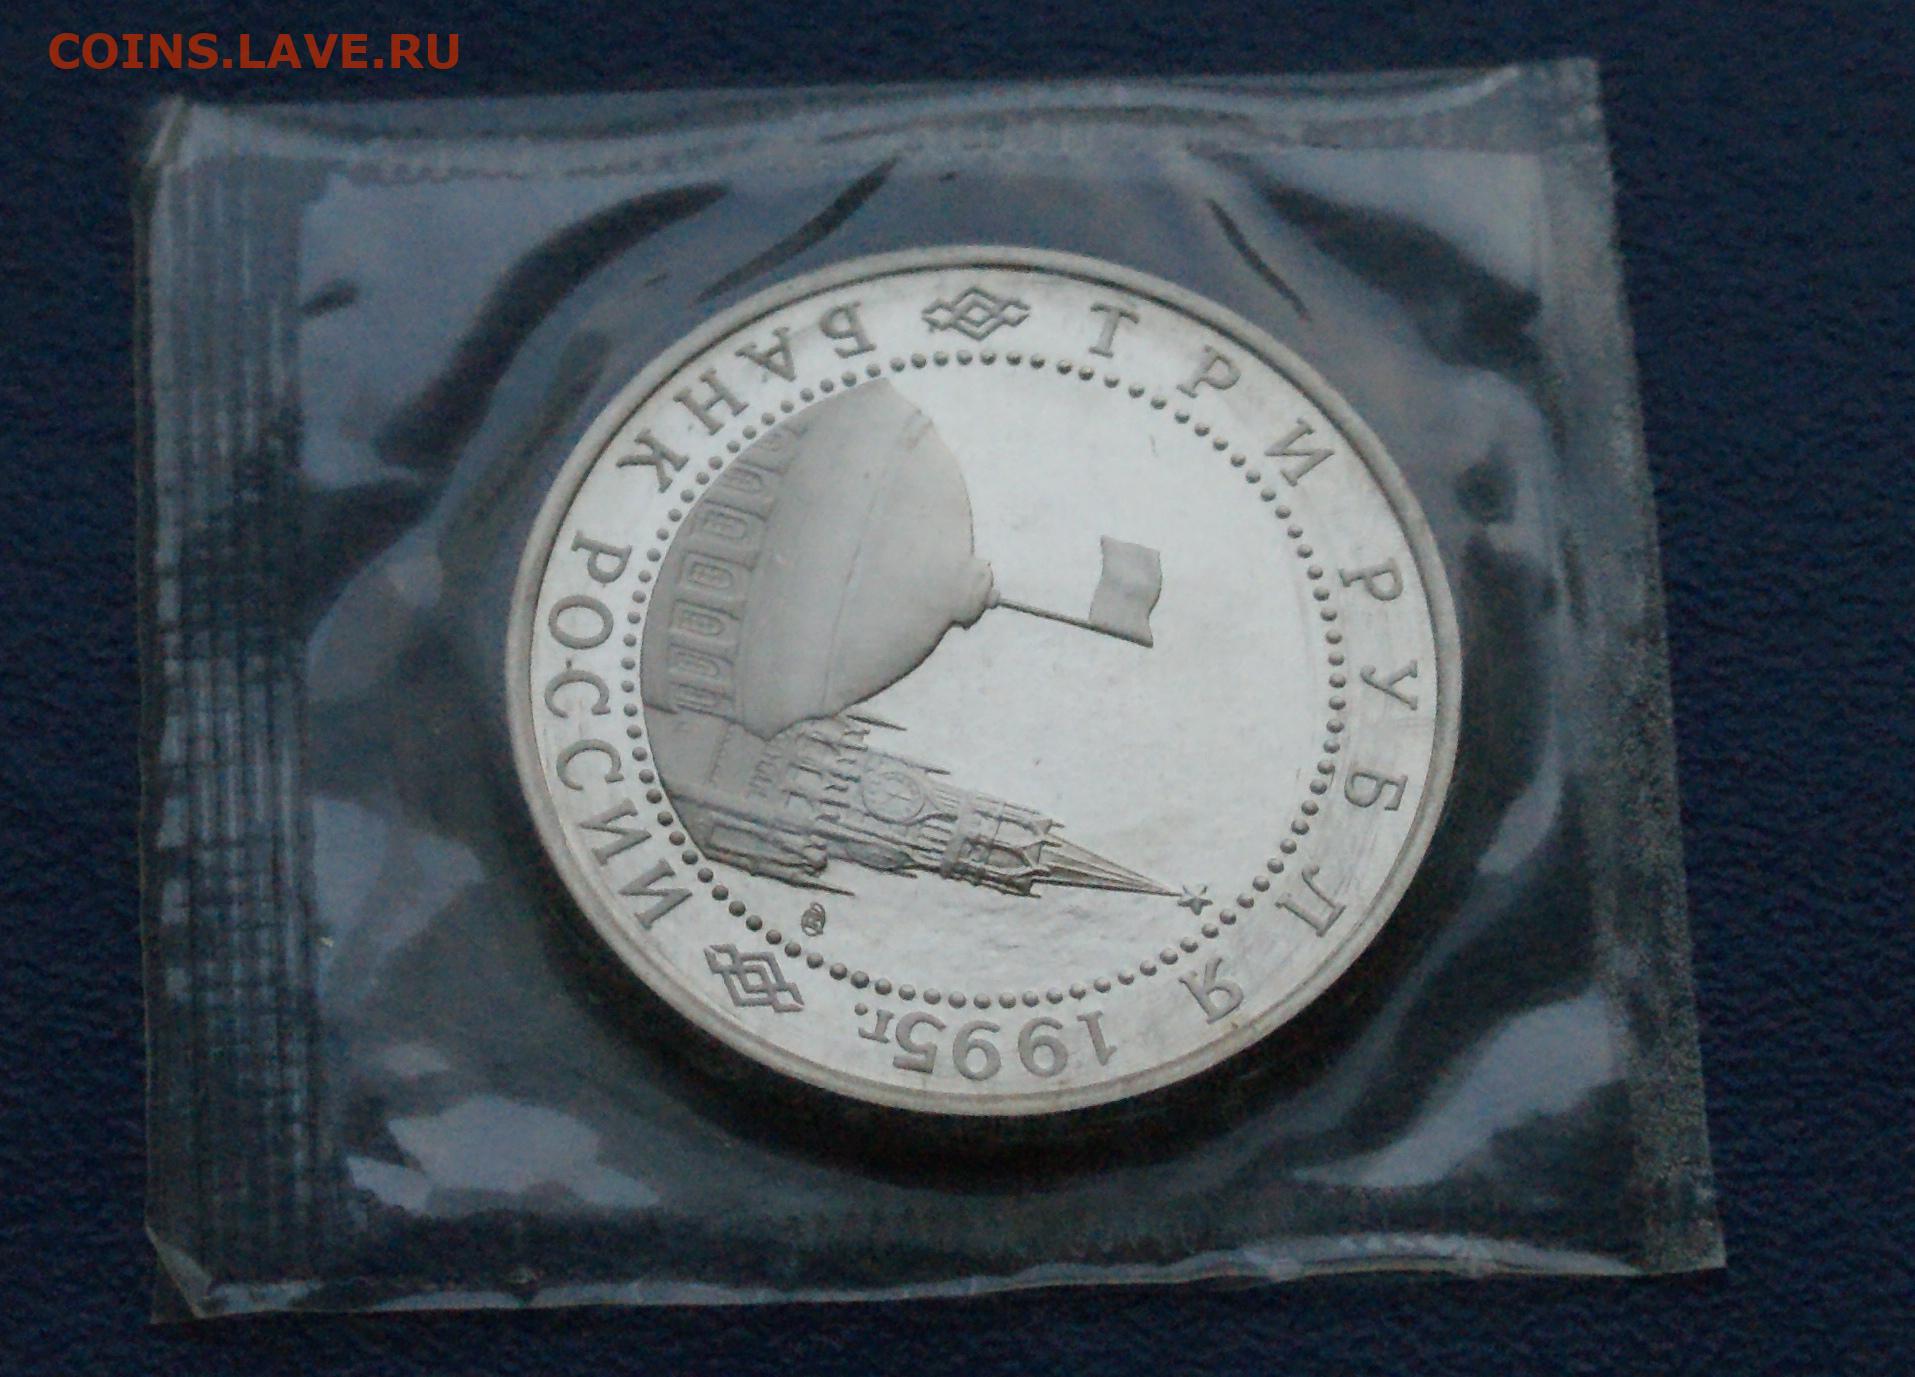 COINS.LAVE.RU
ТРИ РУБЛЯ
1995г.
БАНК РОССИИ